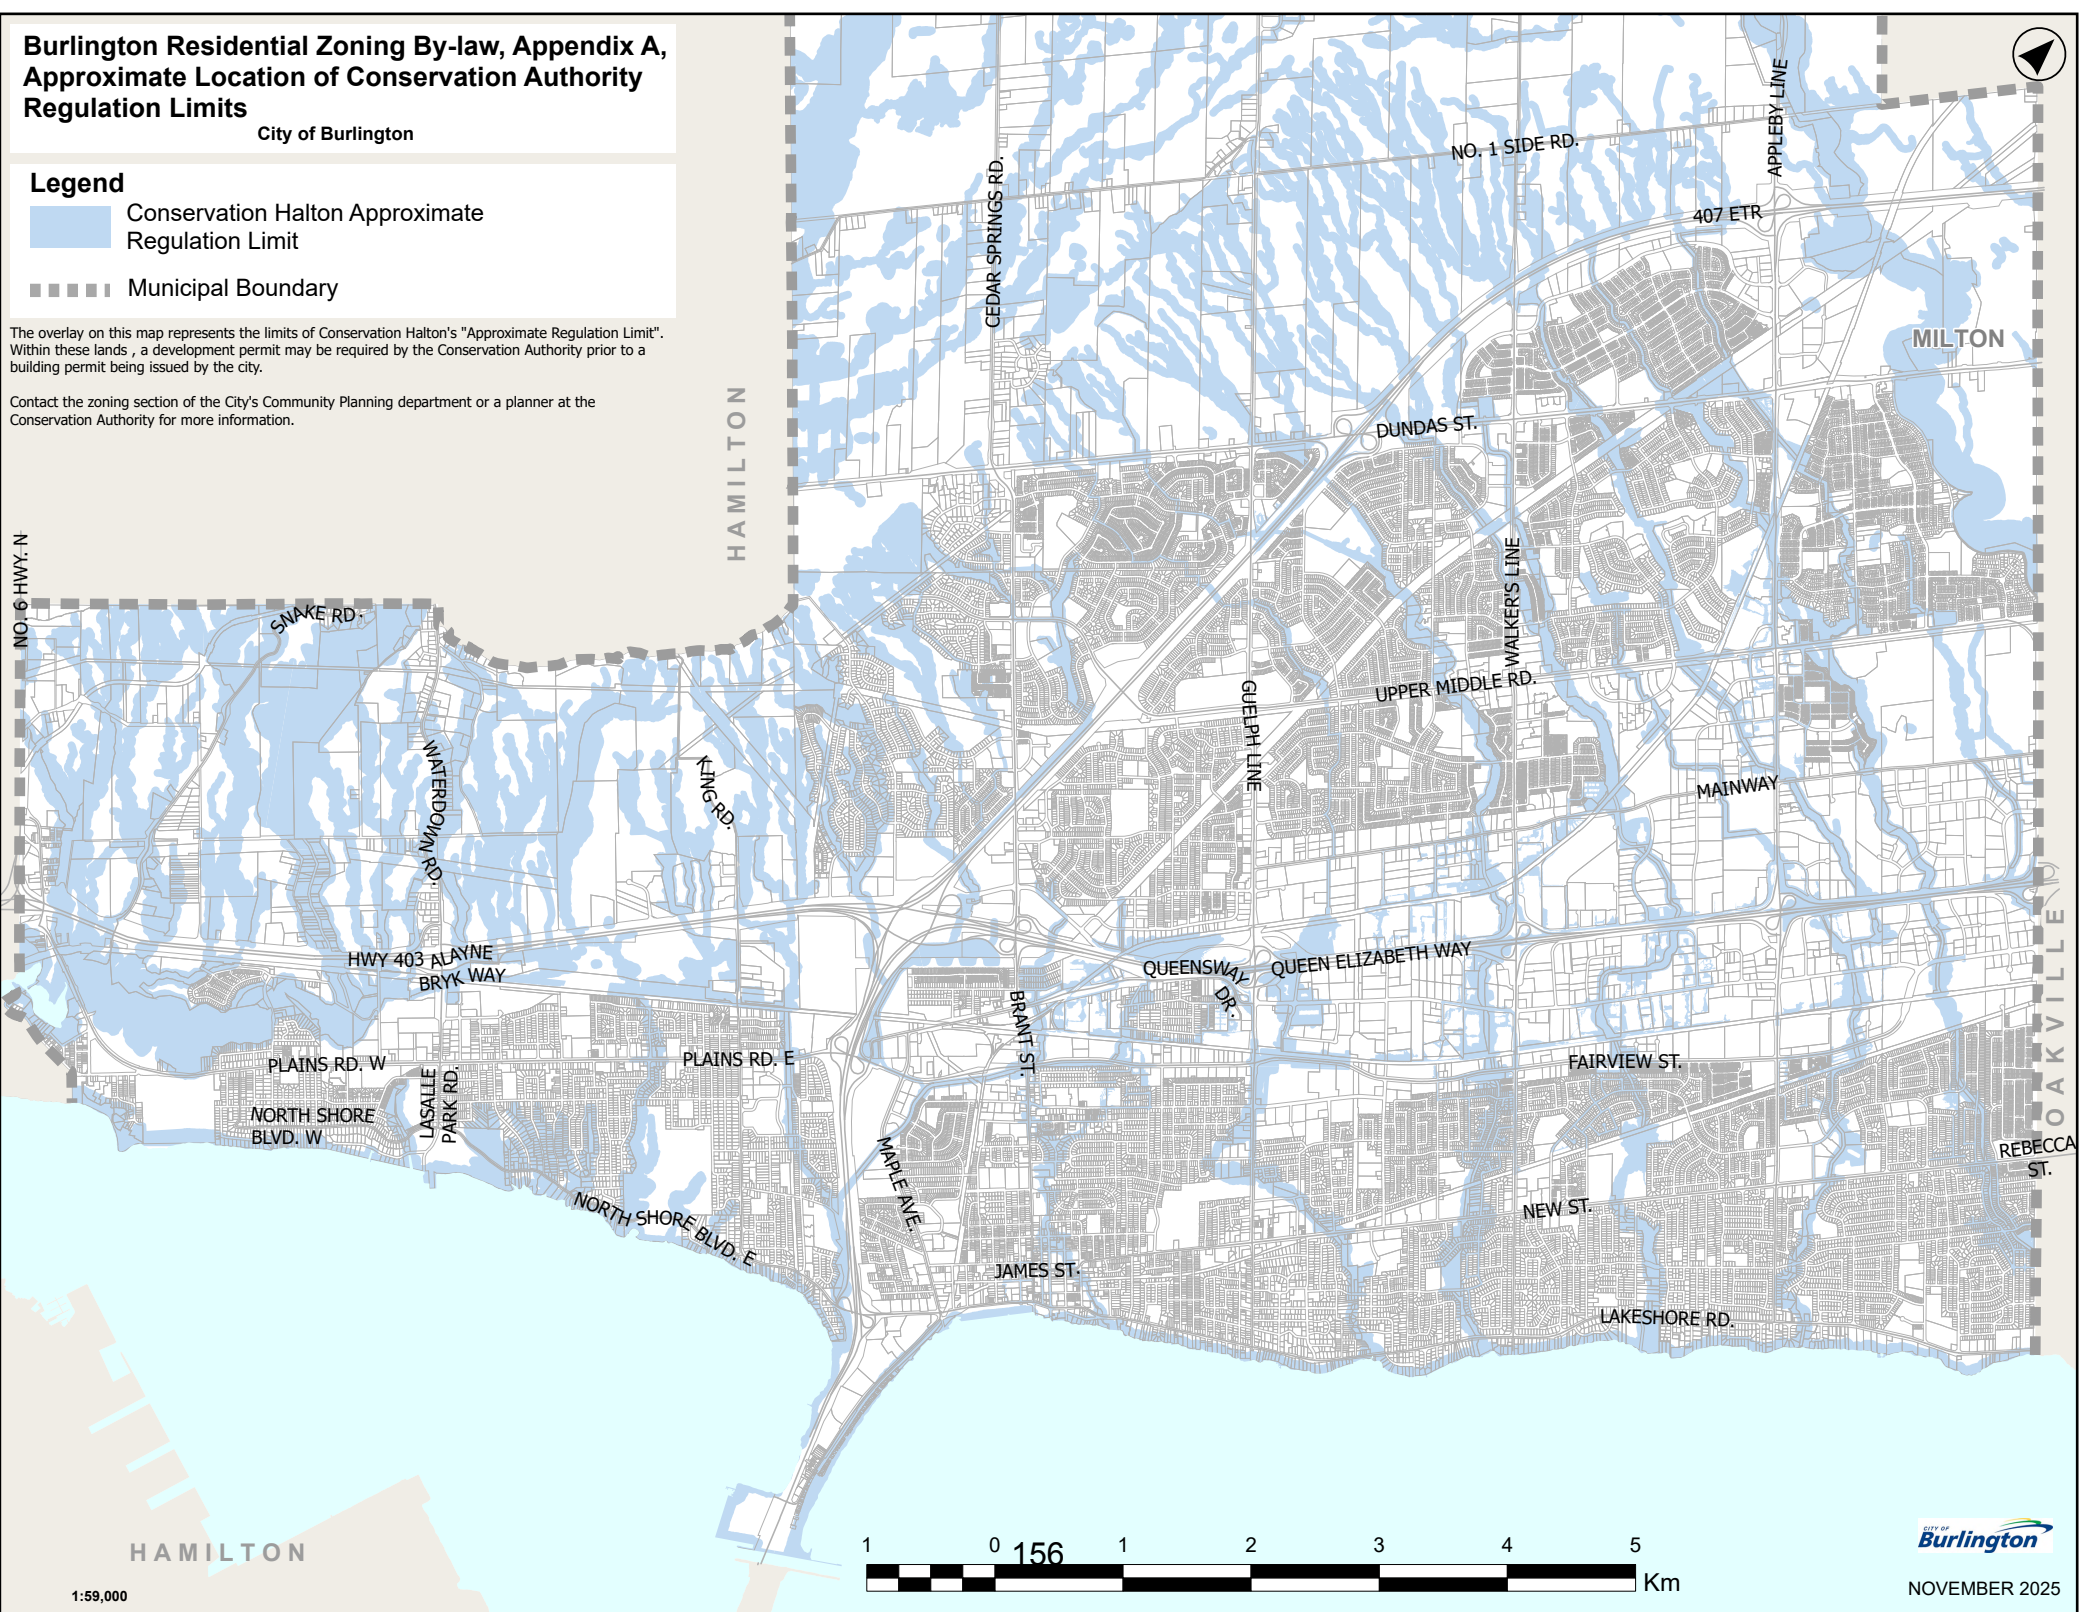 Burlington Residential Zoning By-law, Appendix A,
Approximate Location of Conservation Authority
Regulation Limits
City of Burlington
Legend
Conservation Halton Approximate
Regulation Limit
Municipal Boundary
The overlay on this map represents the limits of Conservation Halton's "Approximate Regulation Limit".
Within these lands , a development permit may be required by the Conservation Authority prior to a
building permit being issued by the city.
Contact the zoning section of the City's Community Planning department or a planner at the
Conservation Authority for more information.
HAMILTON
NO. 1 SIDE RD.
APPLEBY LINE
CEDAR SPRINGS RD.
407 ETR
MILTON
DUNDAS ST.
NO. 6 HWY. N
SNAKE RD.
WALKER'S LINE
UPPER MIDDLE RD.
GUELPH LINE
WATERDOWN RD.
KING RD.
MAINWAY
HWY 403 ALAYNE
BRYK WAY
QUEENSWAY
DR.
QUEEN ELIZABETH WAY
OAKVILLE
BRANT ST.
PLAINS RD. W
PLAINS RD. E
FAIRVIEW ST.
LASALLE
PARK RD.
NORTH SHORE
BLVD. W
MAPLE AVE.
REBECCA
ST.
NORTH SHORE BLVD. E
NEW ST.
JAMES ST.
LAKESHORE RD.
HAMILTON
1:59,000
1 0 1 2 3 4 5
156
Km
CITY OF
Burlington
NOVEMBER 2025